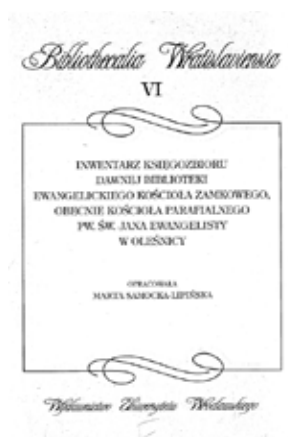 Bibliothecalia Wratislaviensia
VI
INWENTARZ KSIĘGOZBIORU
DAWNEJ BIBLIOTEKI
EWANGELICKIEGO KOŚCIOŁA ZAMKOWEGO,
OBECNIE KOŚCIOŁA PARAFIALNEGO
PW. ŚW. JANA EWANGELISTY
W OLEŚNICY
OPRACOWAŁA
MARTA SAMOCKA-LIPIŃSKA
Wydawnictwo Uniwersytetu Wrocławskiego